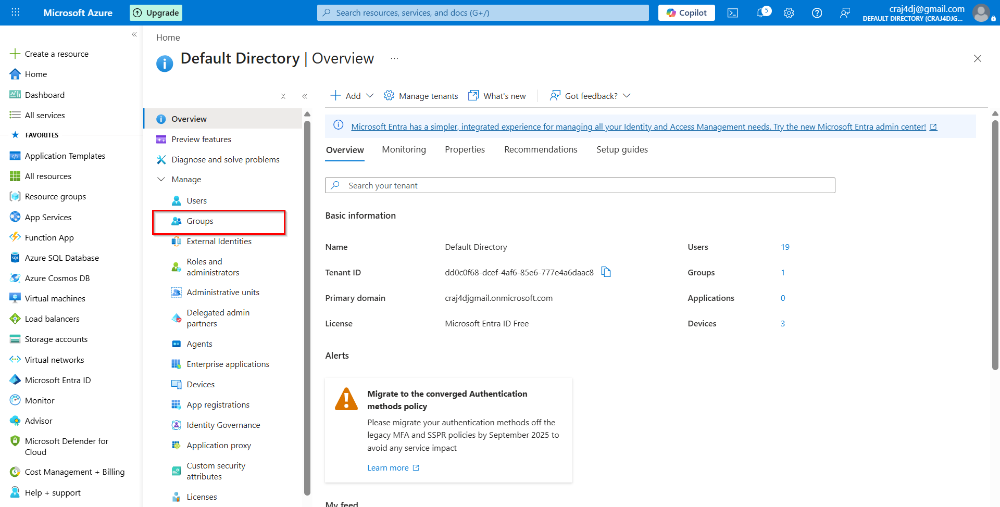 Microsoft Azure
Upgrade
Search resources, services, and docs (G+/)
Copilot
5
craj4dj@gmail.com
DEFAULT DIRECTORY (CRAJ4DJG...
Create a resource
Home
Dashboard
All services
FAVORITES
Application Templates
All resources
Resource groups
App Services
Function App
Azure SQL Database
Azure Cosmos DB
Virtual machines
Load balancers
Storage accounts
Virtual networks
Microsoft Entra ID
Monitor
Advisor
Microsoft Defender for
Cloud
Cost Management + Billing
Help + support
Home
Default Directory | Overview
...
Overview
Preview features
Diagnose and solve problems
Manage
Users
Groups
External Identities
Roles and
administrators
Administrative units
Delegated admin
partners
Agents
Enterprise applications
Devices
App registrations
Identity Governance
Application proxy
Custom security
attributes
Licenses
Add
Manage tenants
What's new
Got feedback?
Microsoft Entra has a simpler, integrated experience for managing all your Identity and Access Management needs. Try the new Microsoft Entra admin center!
Overview
Monitoring
Properties
Recommendations
Setup guides
Search your tenant
Basic information
Name Default Directory Users 19
Tenant ID dd0c0f68-dcef-4af6-85e6-777e4a6daac8 Groups 1
Primary domain craj4djgmail.onmicrosoft.com Applications 0
License Microsoft Entra ID Free Devices 3
Alerts
Migrate to the converged Authentication
methods policy
Please migrate your authentication methods off the
legacy MFA and SSPR policies by September 2025 to
avoid any service impact
Learn more
My feed